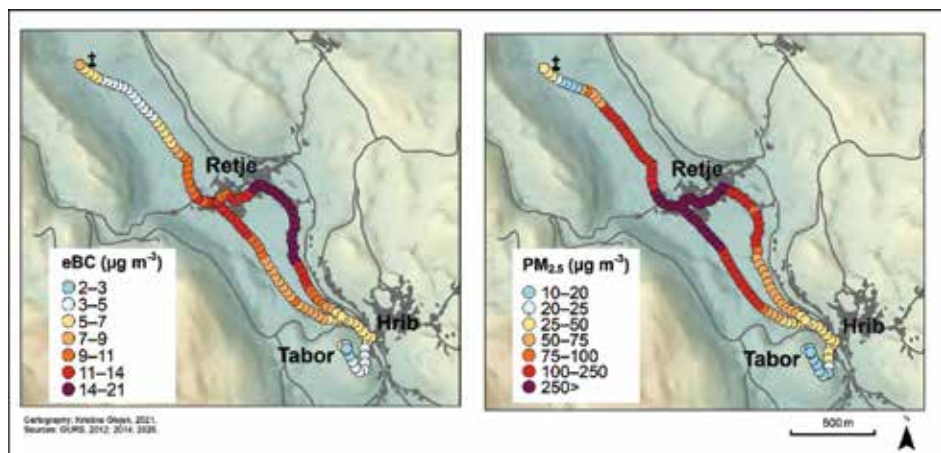 Retje
eBC (µg m⁻³)
2–3
3–5
5–7
7–9
9–11
11–14
14–21
Hrib
Tabor
Cartography: Kristina Glojek, 2021.
Sources: GURS, 2012; 2014; 2020.
Retje
PM₂.₅ (µg m⁻³)
10–20
20–25
25–50
50–75
75–100
100–250
250>
Hrib
Tabor
500 m
N